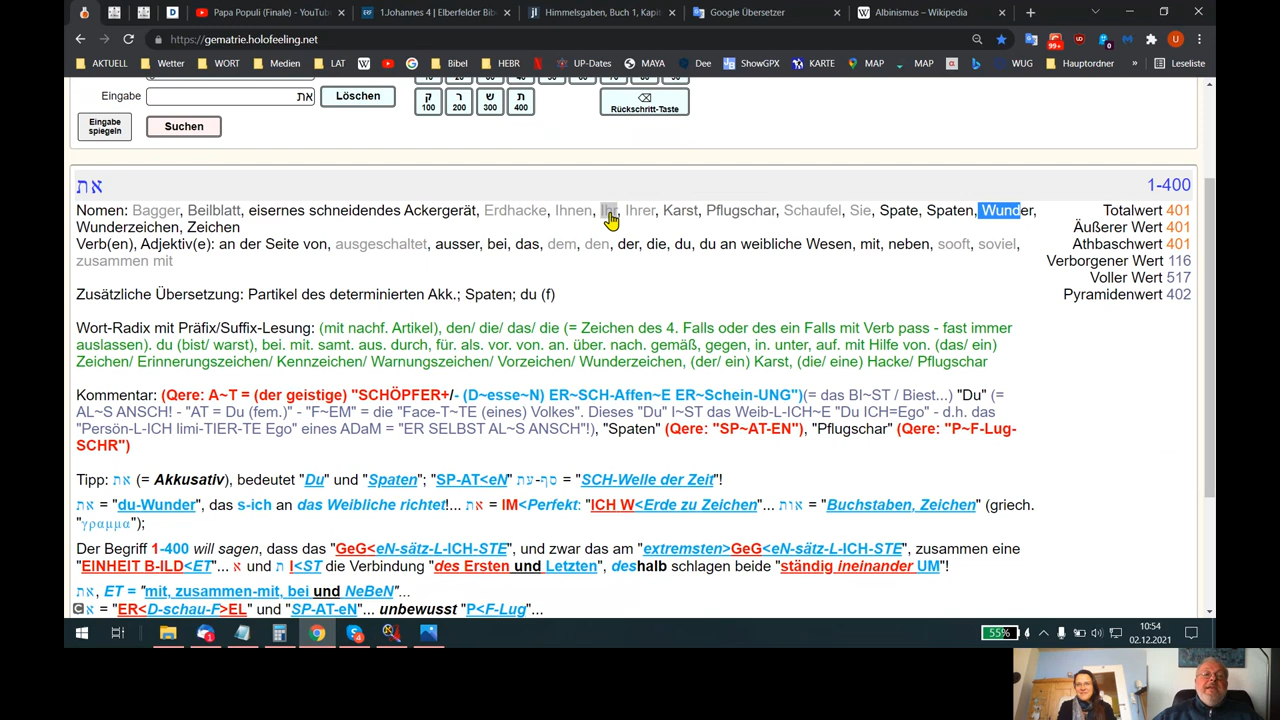 Papa Populi (Finale) - YouTu
1.Johannes 4 | Elberfelder Bib
Himmelsgaben, Buch 1, Kapit
Google Übersetzer
Albinismus – Wikipedia
https://gematrie.holofeeling.net
AKTUELL Wetter WORT Medien LAT Bibel HEBR UP-Dates MAYA Dee ShowGPX KARTE MAP MAP WUG Hauptordner » Leseliste
Eingabe את Löschen
ק 100 ר 200 ש 300 ת 400 Rückschritt-Taste
Eingabe spiegeln Suchen
את 1-400
Nomen: Bagger, Beilblatt, eisernes schneidendes Ackergerät, Erdhacke, Ihnen, Ihr, Ihrer, Karst, Pflugschar, Schaufel, Sie, Spate, Spaten, Wunder, Totalwert 401
Wunderzeichen, Zeichen Äußerer Wert 401
Verb(en), Adjektiv(e): an der Seite von, ausgeschaltet, ausser, bei, das, dem, den, der, die, du, du an weibliche Wesen, mit, neben, sooft, soviel, Athbaschwert 401
zusammen mit Verborgener Wert 116
Voller Wert 517
Zusätzliche Übersetzung: Partikel des determinierten Akk.; Spaten; du (f) Pyramidenwert 402
Wort-Radix mit Präfix/Suffix-Lesung: (mit nachf. Artikel), den/ die/ das/ die (= Zeichen des 4. Falls oder des ein Falls mit Verb pass - fast immer
auslassen). du (bist/ warst), bei. mit. samt. aus. durch, für. als. vor. von. an. über. nach. gemäß, gegen, in. unter, auf. mit Hilfe von. (das/ ein)
Zeichen/ Erinnerungszeichen/ Kennzeichen/ Warnungszeichen/ Vorzeichen/ Wunderzeichen, (der/ ein) Karst, (die/ eine) Hacke/ Pflugschar
Kommentar: (Qere: A~T = (der geistige) "SCHÖPFER+/- (D~esse~N) ER~SCH-Affen~E ER~Schein-UNG")(= das BI~ST / Biest...) "Du" (=
AL~S ANSCH! - "AT = Du (fem.)" - "F~EM" = die "Face-T~TE (eines) Volkes". Dieses "Du" I~ST das Weib-L-ICH~E "Du ICH=Ego" - d.h. das
"Persön-L-ICH limi-TIER-TE Ego" eines ADaM = "ER SELBST AL~S ANSCH"!), "Spaten" (Qere: "SP~AT-EN"), "Pflugschar" (Qere: "P~F-Lug-
SCHR")
Tipp: את (= Akkusativ), bedeutet "Du" und "Spaten"; "SP-AT<eN" סף-עת = "SCH-Welle der Zeit"!
את = "du-Wunder", das s-ich an das Weibliche richtet!... את = IM<Perfekt: "ICH W<Erde zu Zeichen"... אות = "Buchstaben, Zeichen" (griech.
"γραμμα");
Der Begriff 1-400 will sagen, dass das "GeG<eN-sätz-L-ICH-STE", und zwar das am "extremsten>GeG<eN-sätz-L-ICH-STE", zusammen eine
"EINHEIT B-ILD<ET"... א und ת I<ST die Verbindung "des Ersten und Letzten", deshalb schlagen beide "ständig ineinander UM"!
את, ET = "mit, zusammen-mit, bei und NeBeN"...
= "ER<D-schau-F>EL" und "SP-AT-eN"... unbewusst "P<F-Lug"...
55% 10:54
02.12.2021